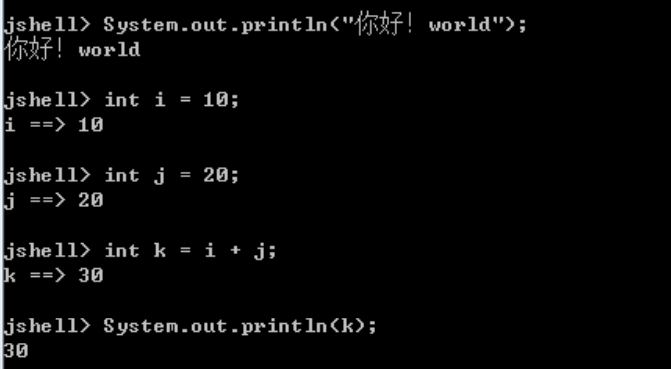 jshell> System.out.println("你好！world");
你好！world
jshell> int i = 10;
i ==> 10
jshell> int j = 20;
j ==> 20
jshell> int k = i + j;
k ==> 30
jshell> System.out.println(k);
30